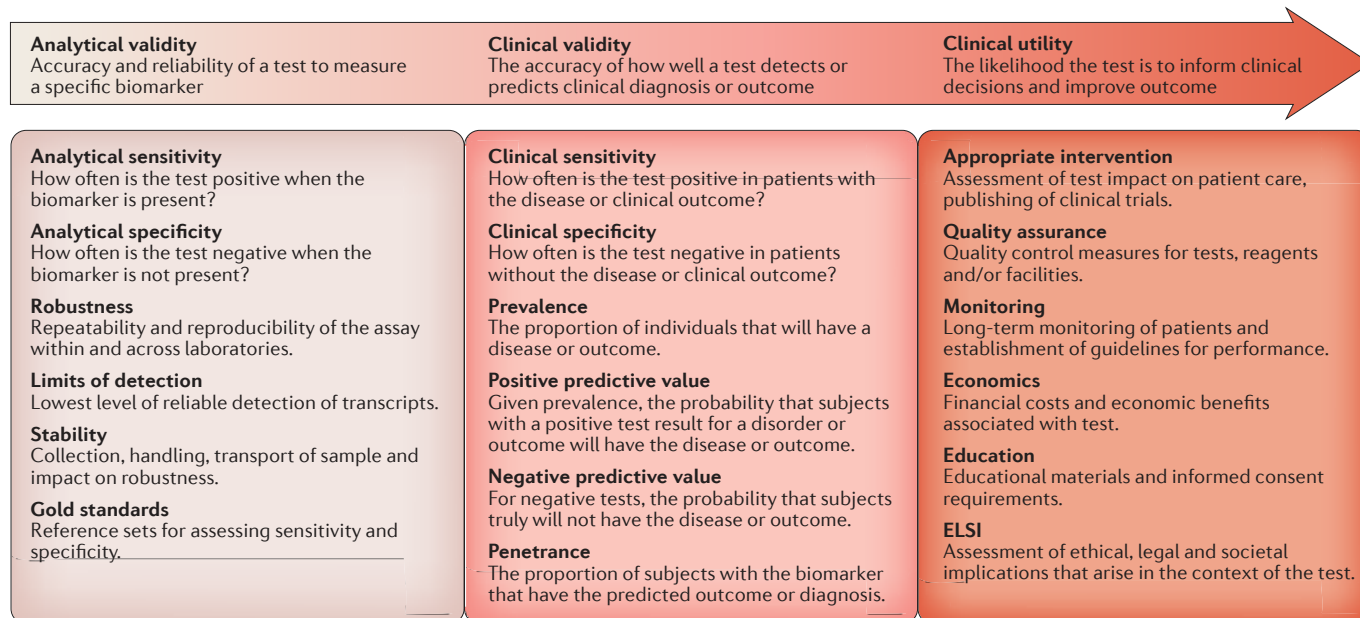 Analytical validity
Accuracy and reliability of a test to measure
a specific biomarker
Clinical validity
The accuracy of how well a test detects or
predicts clinical diagnosis or outcome
Clinical utility
The likelihood the test is to inform clinical
decisions and improve outcome
Analytical sensitivity
How often is the test positive when the
biomarker is present?
Analytical specificity
How often is the test negative when the
biomarker is not present?
Robustness
Repeatability and reproducibility of the assay
within and across laboratories.
Limits of detection
Lowest level of reliable detection of transcripts.
Stability
Collection, handling, transport of sample and
impact on robustness.
Gold standards
Reference sets for assessing sensitivity and
specificity.
Clinical sensitivity
How often is the test positive in patients with
the disease or clinical outcome?
Clinical specificity
How often is the test negative in patients
without the disease or clinical outcome?
Prevalence
The proportion of individuals that will have a
disease or outcome.
Positive predictive value
Given prevalence, the probability that subjects
with a positive test result for a disorder or
outcome will have the disease or outcome.
Negative predictive value
For negative tests, the probability that subjects
truly will not have the disease or outcome.
Penetrance
The proportion of subjects with the biomarker
that have the predicted outcome or diagnosis.
Appropriate intervention
Assessment of test impact on patient care,
publishing of clinical trials.
Quality assurance
Quality control measures for tests, reagents
and/or facilities.
Monitoring
Long-term monitoring of patients and
establishment of guidelines for performance.
Economics
Financial costs and economic benefits
associated with test.
Education
Educational materials and informed consent
requirements.
ELSI
Assessment of ethical, legal and societal
implications that arise in the context of the test.